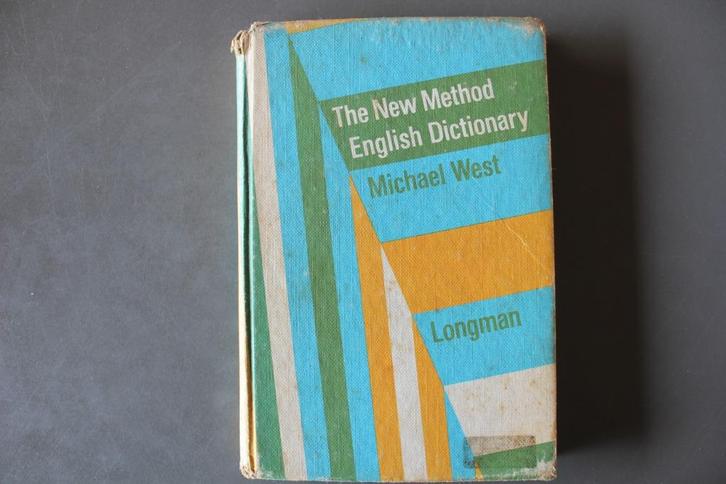 The New Method
English Dictionary
Michael West
Longman